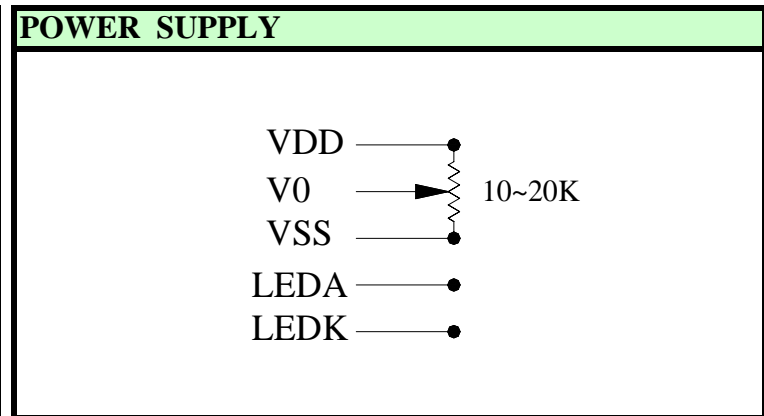 POWER SUPPLY
VDD
V0
10~20K
VSS
LEDA
LEDK